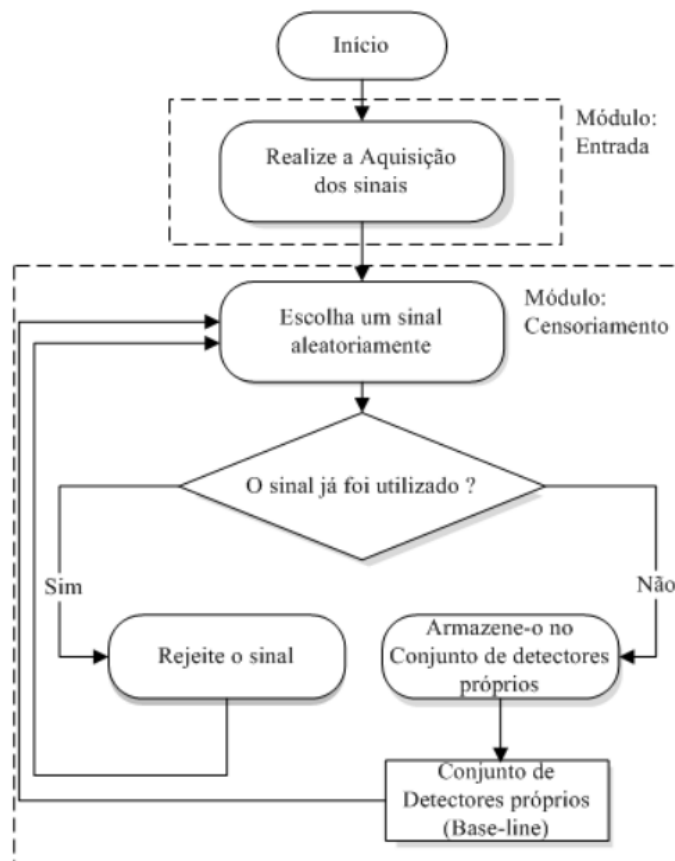 Início
Módulo:
Entrada
Realize a Aquisição
dos sinais
Módulo:
Censoriamento
Escolha um sinal
aleatoriamente
O sinal já foi utilizado ?
Sim
Não
Rejeite o sinal
Armazene-o no
Conjunto de detectores
próprios
Conjunto de
Detectores próprios
(Base-line)